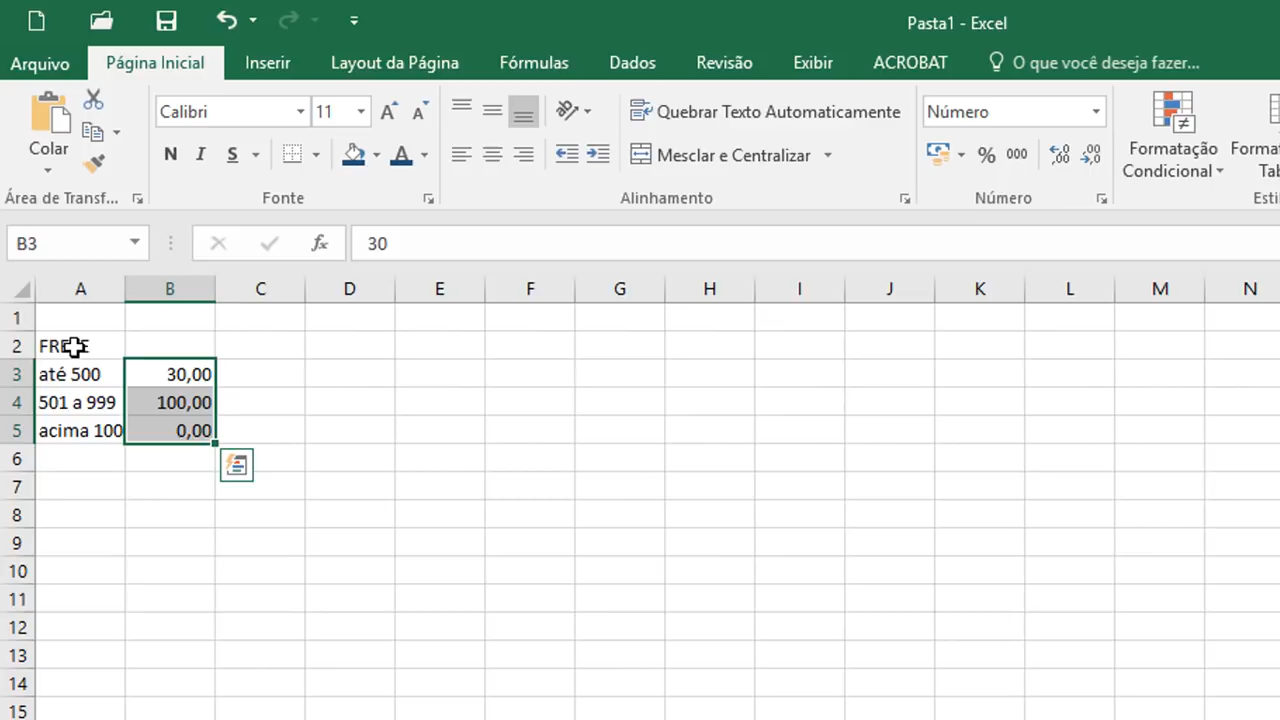 Pasta1 - Excel
Arquivo Página Inicial Inserir Layout da Página Fórmulas Dados Revisão Exibir ACROBAT O que você deseja fazer...
Colar
Calibri 11
N I S
Quebrar Texto Automaticamente
Mesclar e Centralizar
Número
% 000
,00 ,00
Formatação
Condicional
Área de Transf... Fonte Alinhamento Número
B3 fx 30
A B C D E F G H I J K L M N
1
2
3 até 500 30,00
4 501 a 999 100,00
5 acima 100 0,00
6
7
8
9
10
11
12
13
14
15